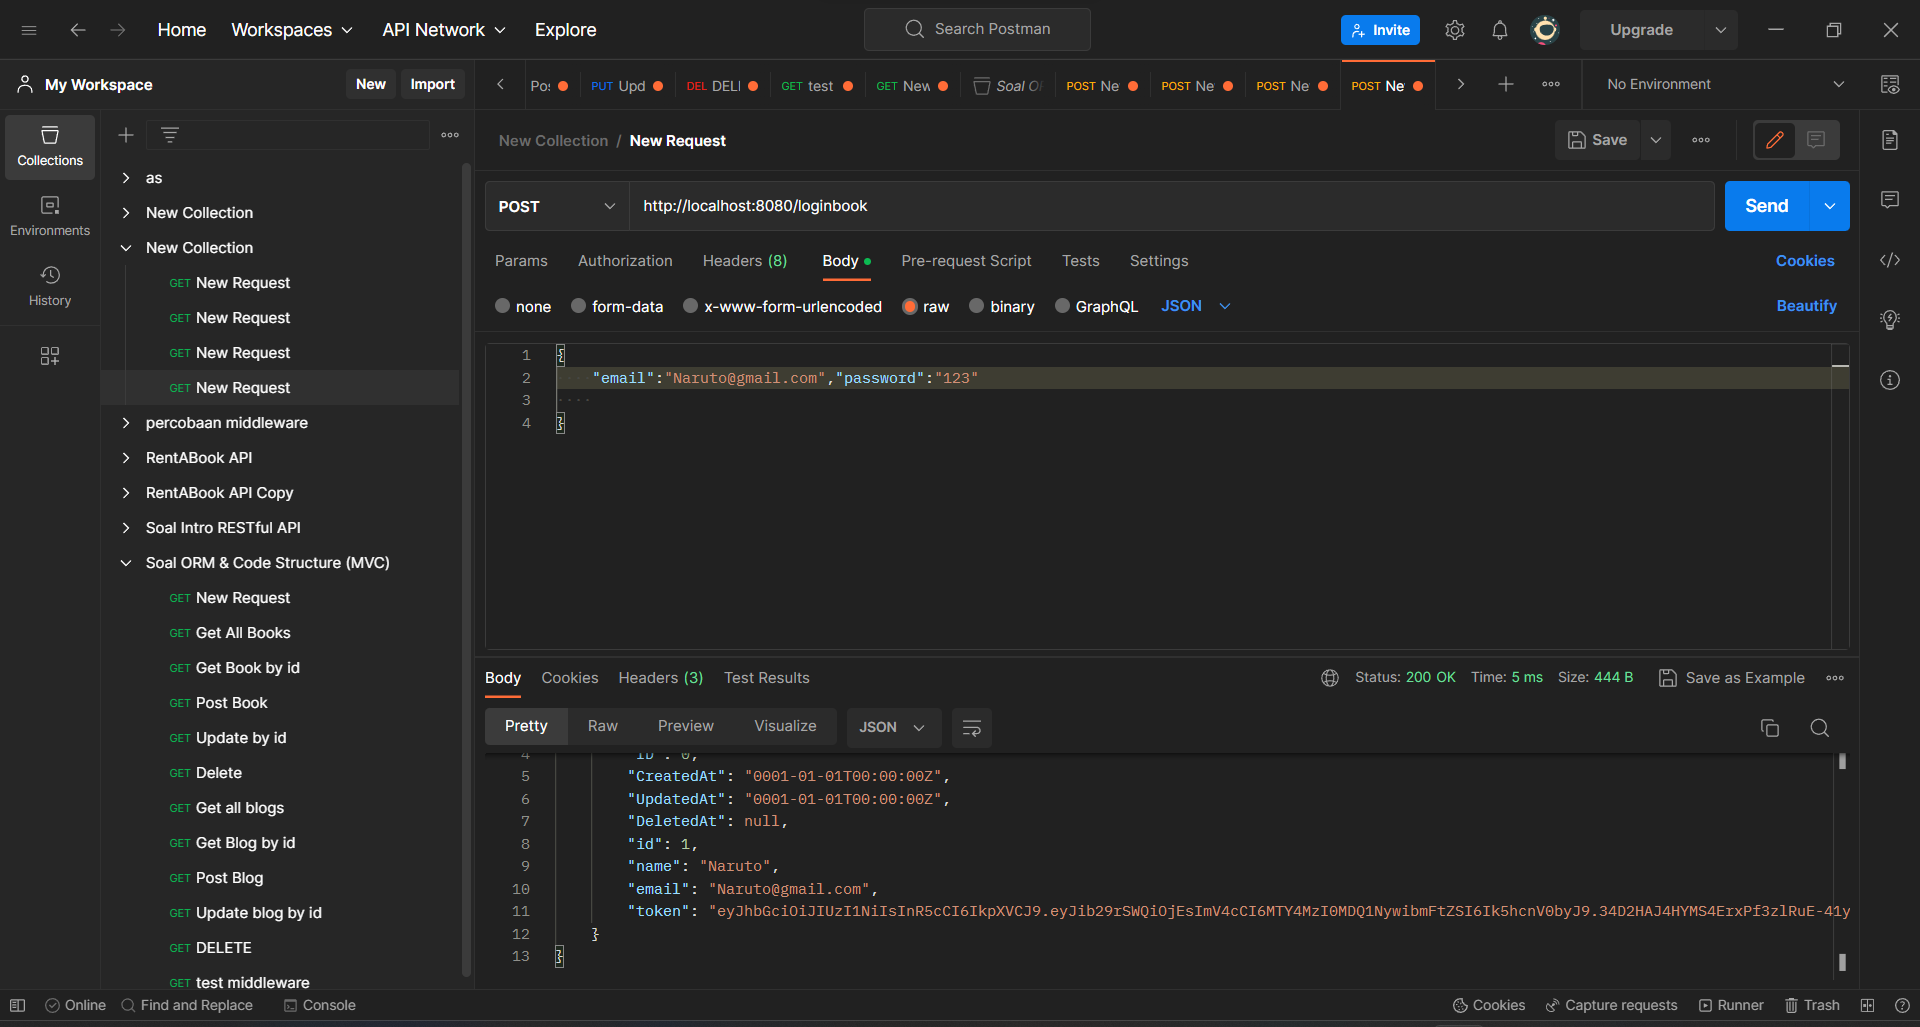 Home Workspaces API Network Explore Search Postman Invite Upgrade
My Workspace New Import PUT Upd DEL DELI GET test GET New Soal OR POST Ne POST Ne POST Ne POST Ne No Environment
Collections
Environments
History
as
New Collection
New Collection
GET New Request
GET New Request
GET New Request
GET New Request
percobaan middleware
RentABook API
RentABook API Copy
Soal Intro RESTful API
Soal ORM & Code Structure (MVC)
GET New Request
GET Get All Books
GET Get Book by id
GET Post Book
GET Update by id
GET Delete
GET Get all blogs
GET Get Blog by id
GET Post Blog
GET Update blog by id
GET DELETE
GET test middleware
New Collection / New Request Save
POST http://localhost:8080/loginbook Send
Params Authorization Headers (8) Body Pre-request Script Tests Settings Cookies
none form-data x-www-form-urlencoded raw binary GraphQL JSON Beautify
1 {
2 "email":"Naruto@gmail.com","password":"123"
3
4 }
Body Cookies Headers (3) Test Results Status: 200 OK Time: 5 ms Size: 444 B Save as Example
Pretty Raw Preview Visualize JSON
4 "ID": 0,
5 "CreatedAt": "0001-01-01T00:00:00Z",
6 "UpdatedAt": "0001-01-01T00:00:00Z",
7 "DeletedAt": null,
8 "id": 1,
9 "name": "Naruto",
10 "email": "Naruto@gmail.com",
11 "token": "eyJhbGciOiJIUzI1NiIsInR5cCI6IkpXVCJ9.eyJib29rSWQiOjEsImV4cCI6MTY4MzI0MDQ1NywibmFtZSI6Ik5hcnV0byJ9.34D2HAJ4HYMS4ErxPf3zlRuE-41y
12 }
13 }
Online Find and Replace Console Cookies Capture requests Runner Trash